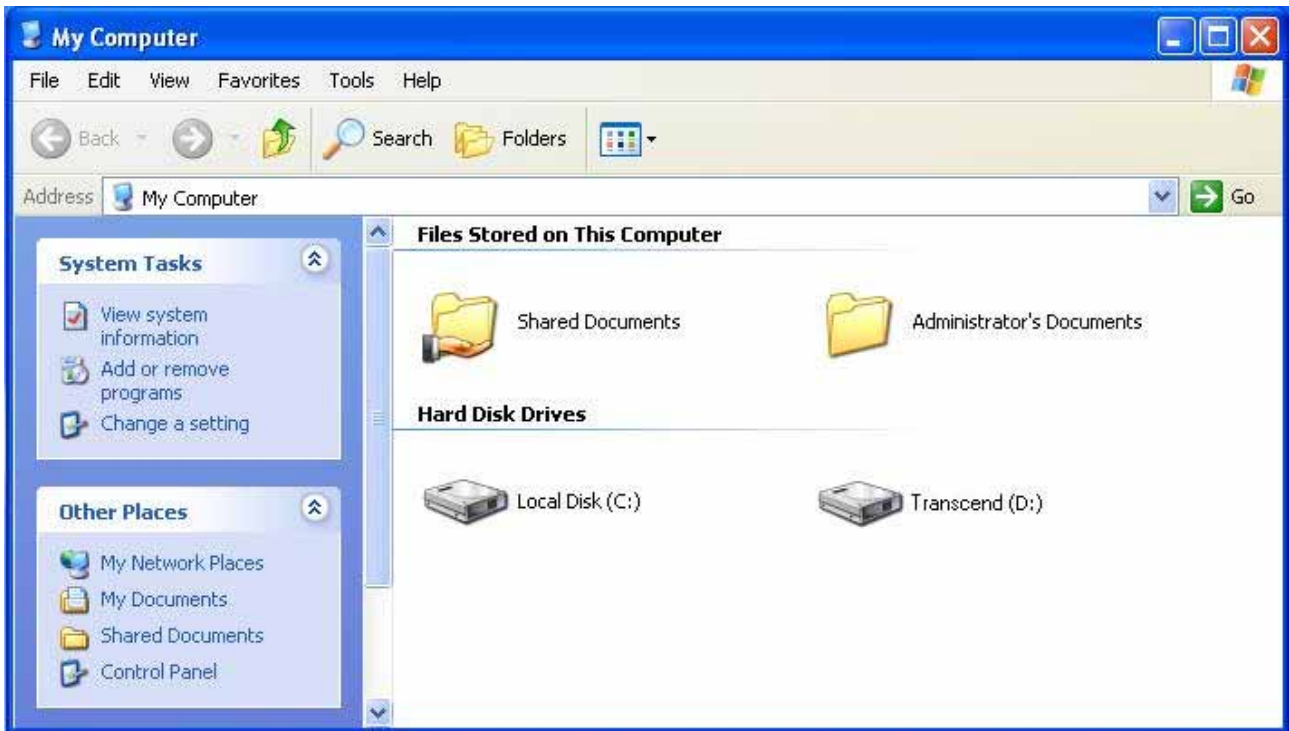 My Computer
File Edit View Favorites Tools Help
Back Search Folders
Address My Computer Go
System Tasks
View system
information
Add or remove
programs
Change a setting
Other Places
My Network Places
My Documents
Shared Documents
Control Panel
Files Stored on This Computer
Shared Documents Administrator's Documents
Hard Disk Drives
Local Disk (C:) Transcend (D:)